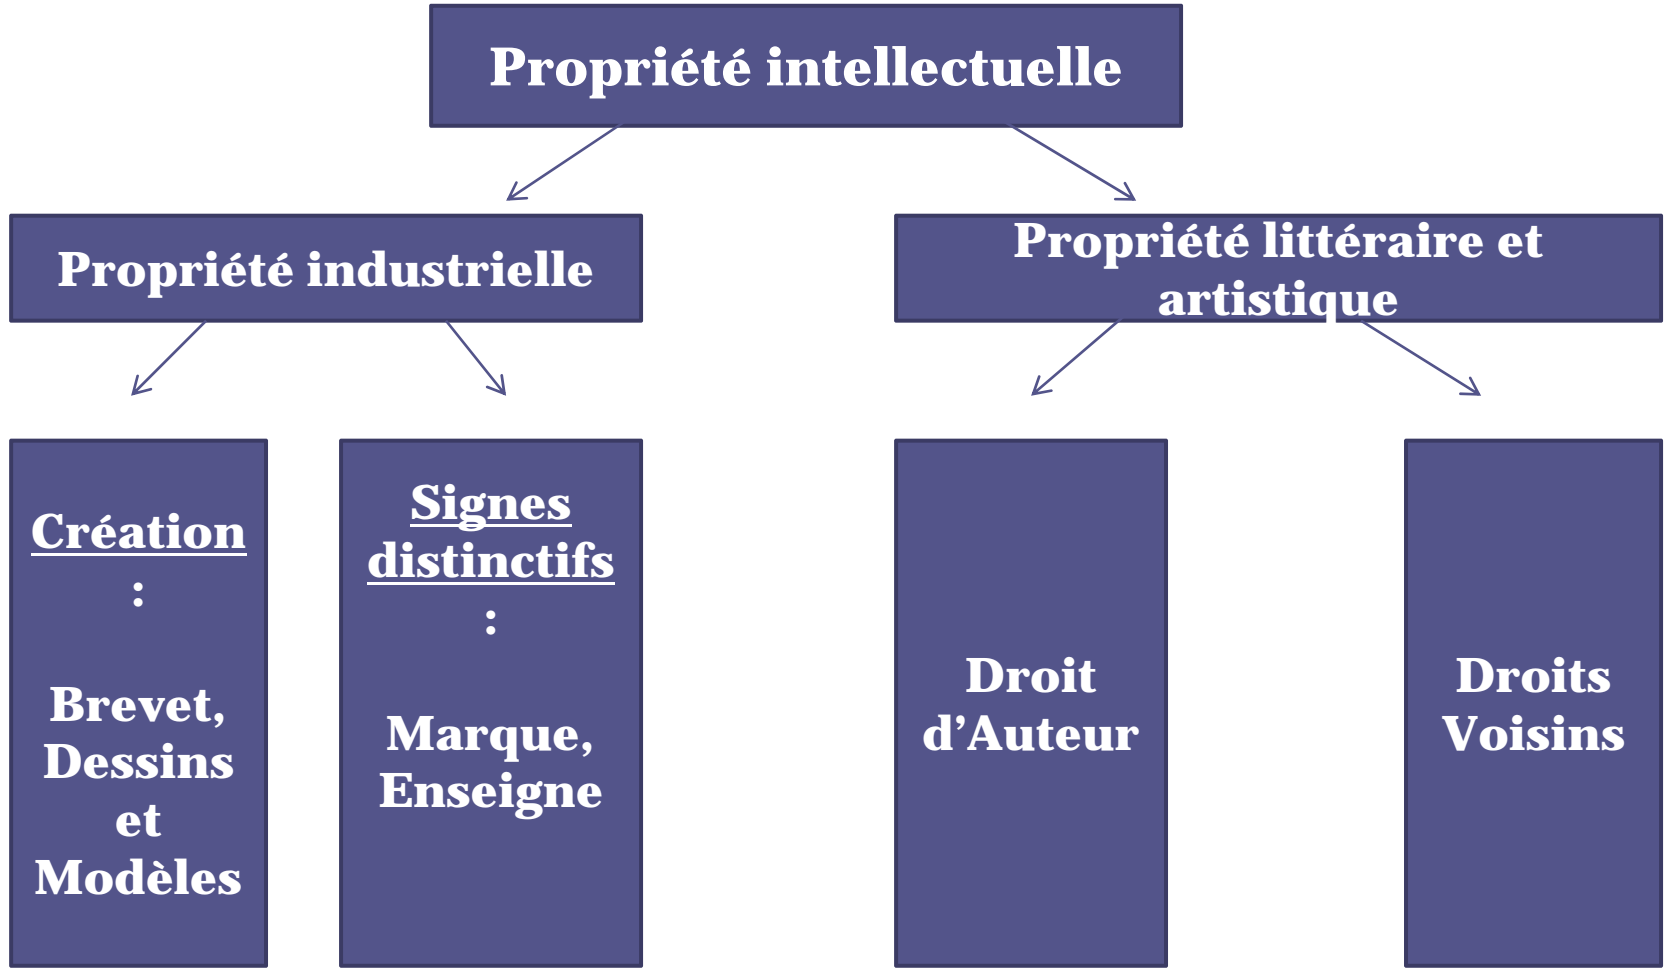 Propriété intellectuelle
Propriété industrielle
Propriété littéraire et
artistique
Création
:
Brevet,
Dessins
et
Modèles
Signes
distinctifs
:
Marque,
Enseigne
Droit
d’Auteur
Droits
Voisins